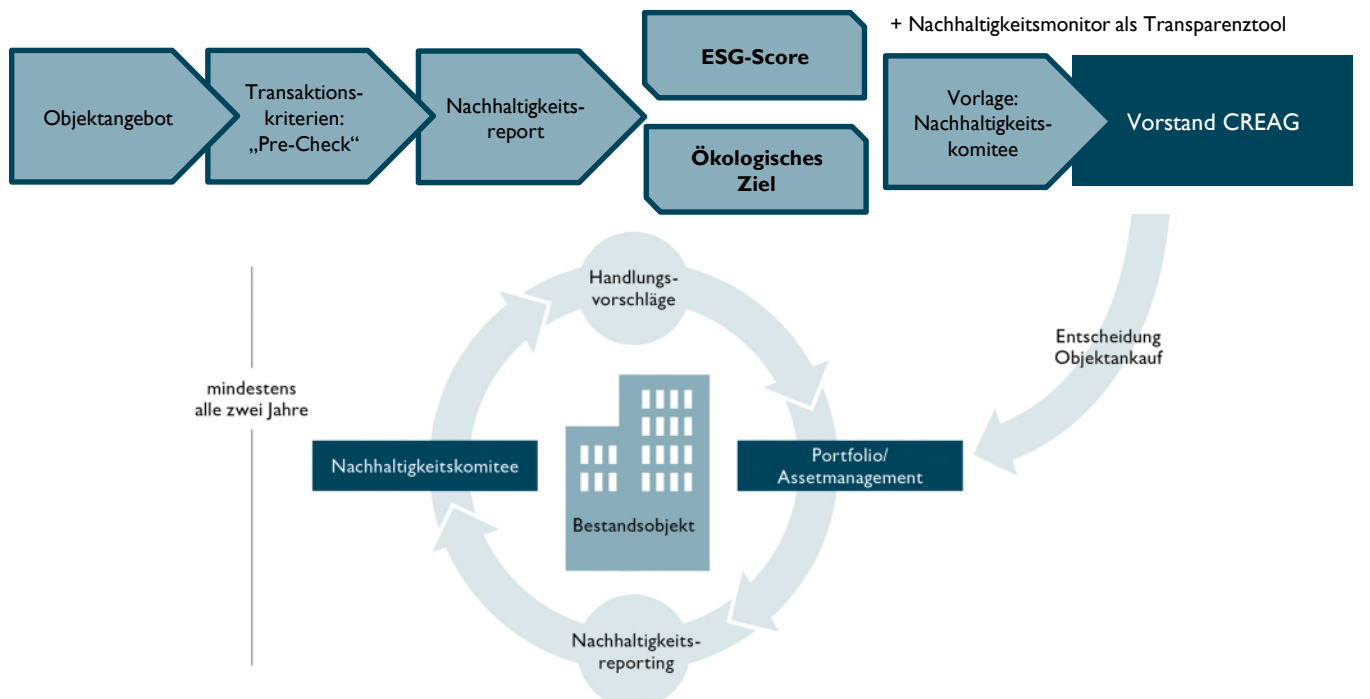 + Nachhaltigkeitsmonitor als Transparenztool
Objektangebot
Transaktions-
kriterien:
„Pre-Check“
Nachhaltigkeits-
report
ESG-Score
Ökologisches
Ziel
Vorlage:
Nachhaltigkeits-
komitee
Vorstand CREAG
Handlungs-
vorschläge
Entscheidung
Objektankauf
mindestens
alle zwei Jahre
Nachhaltigkeitskomitee
Portfolio/
Assetmanagement
Bestandsobjekt
Nachhaltigkeits-
reporting